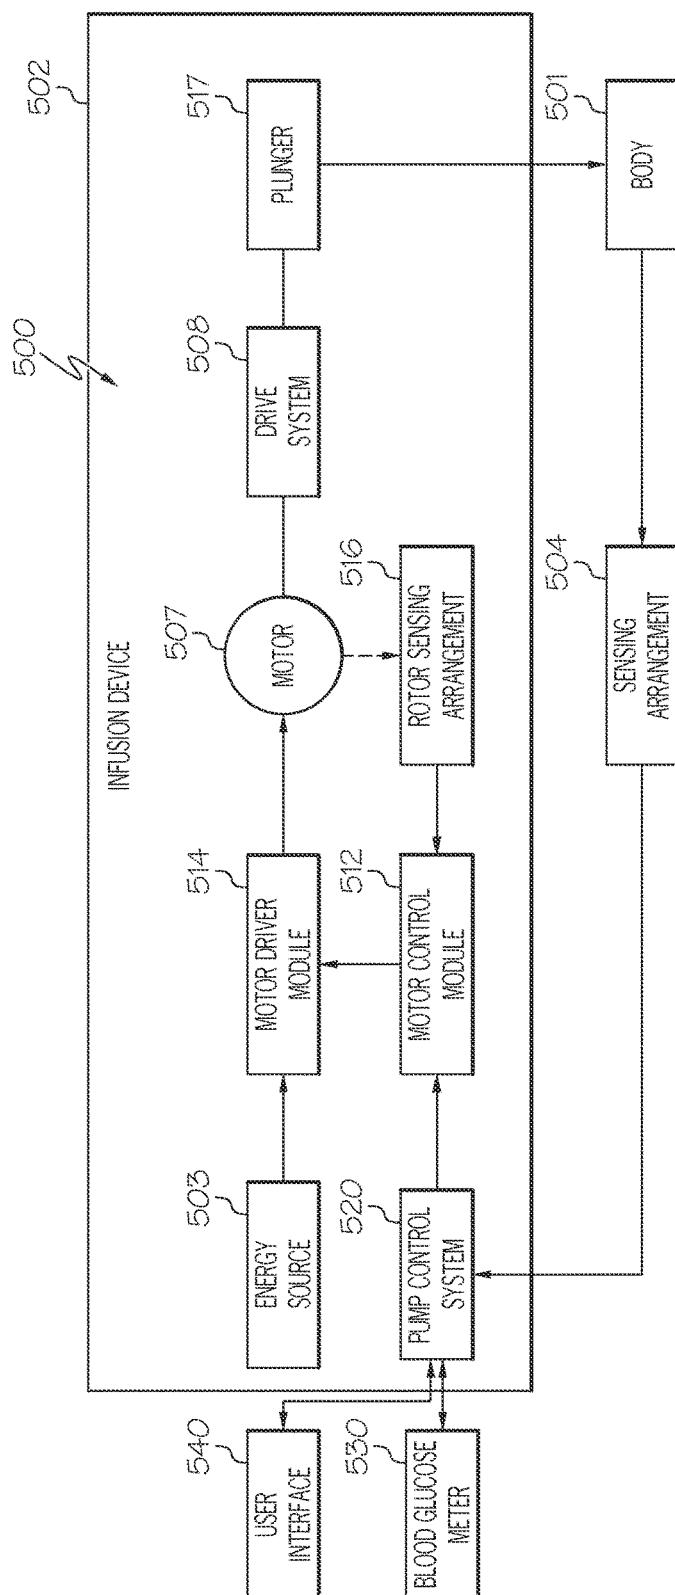 500
502
INFUSION DEVICE
540
USER
INTERFACE
503
ENERGY
SOURCE
514
MOTOR DRIVER
MODULE
507
MOTOR
508
DRIVE
SYSTEM
517
PLUNGER
530
BLOOD GLUCOSE
METER
520
PUMP CONTROL
SYSTEM
512
MOTOR CONTROL
MODULE
516
ROTOR SENSING
ARRANGEMENT
504
SENSING
ARRANGEMENT
501
BODY